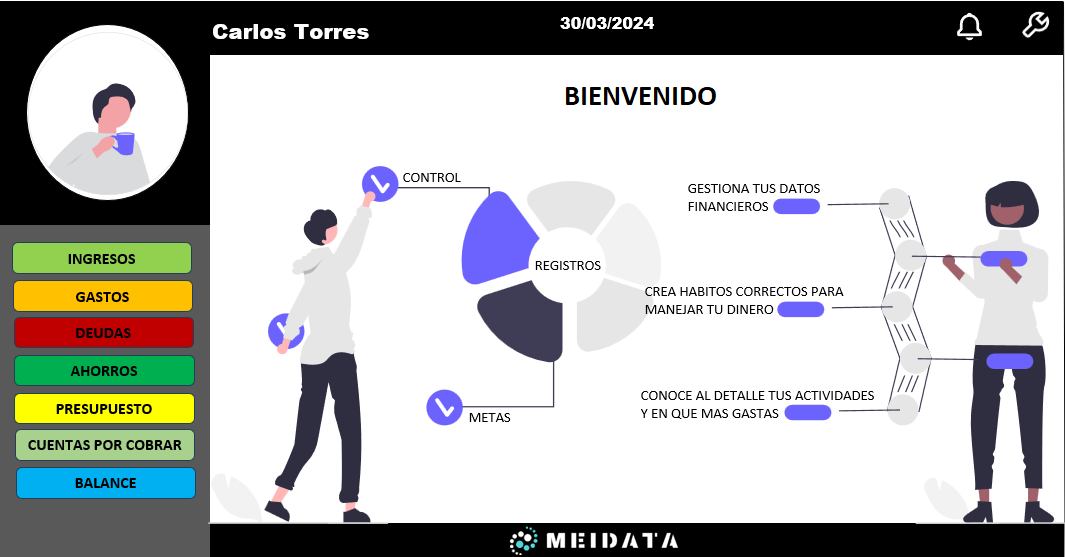 Carlos Torres
30/03/2024
BIENVENIDO
INGRESOS
GASTOS
DEUDAS
AHORROS
PRESUPUESTO
CUENTAS POR COBRAR
BALANCE
CONTROL
REGISTROS
METAS
GESTIONA TUS DATOS
FINANCIEROS
CREA HABITOS CORRECTOS PARA
MANEJAR TU DINERO
CONOCE AL DETALLE TUS ACTIVIDADES
Y EN QUE MAS GASTAS
MEIDATA